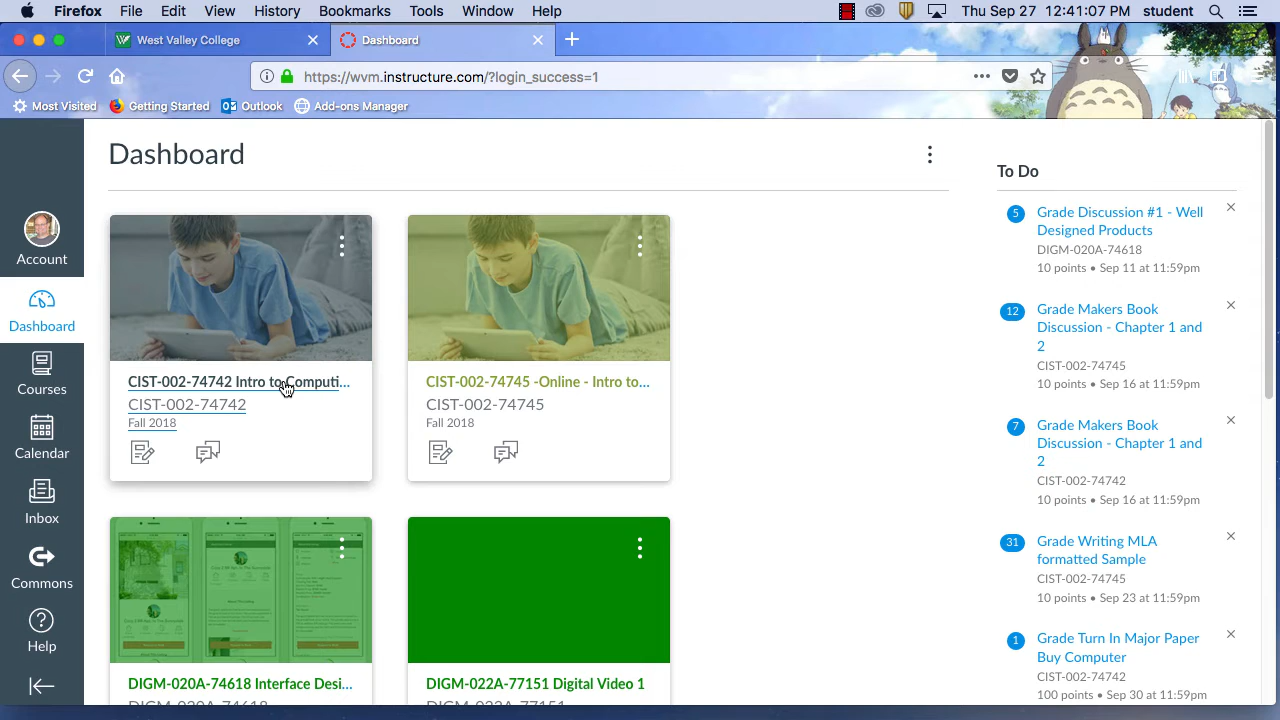 Firefox File Edit View History Bookmarks Tools Window Help Thu Sep 27 12:41:07 PM student
West Valley College
Dashboard
https://wvm.instructure.com/?login_success=1
Most Visited Getting Started Outlook Add-ons Manager
Account
Dashboard
Courses
Calendar
Inbox
Commons
Help
Dashboard
CIST-002-74742 Intro to Computi...
CIST-002-74742
Fall 2018
CIST-002-74745 -Online - Intro to...
CIST-002-74745
Fall 2018
DIGM-020A-74618 Interface Desi...
DIGM-020A-74618
DIGM-022A-77151 Digital Video 1
DIGM-022A-77151
To Do
5
Grade Discussion #1 - Well
Designed Products
DIGM-020A-74618
10 points • Sep 11 at 11:59pm
12
Grade Makers Book
Discussion - Chapter 1 and
2
CIST-002-74745
10 points • Sep 16 at 11:59pm
7
Grade Makers Book
Discussion - Chapter 1 and
2
CIST-002-74742
10 points • Sep 16 at 11:59pm
31
Grade Writing MLA
formatted Sample
CIST-002-74745
10 points • Sep 23 at 11:59pm
1
Grade Turn In Major Paper
Buy Computer
CIST-002-74742
100 points • Sep 30 at 11:59pm